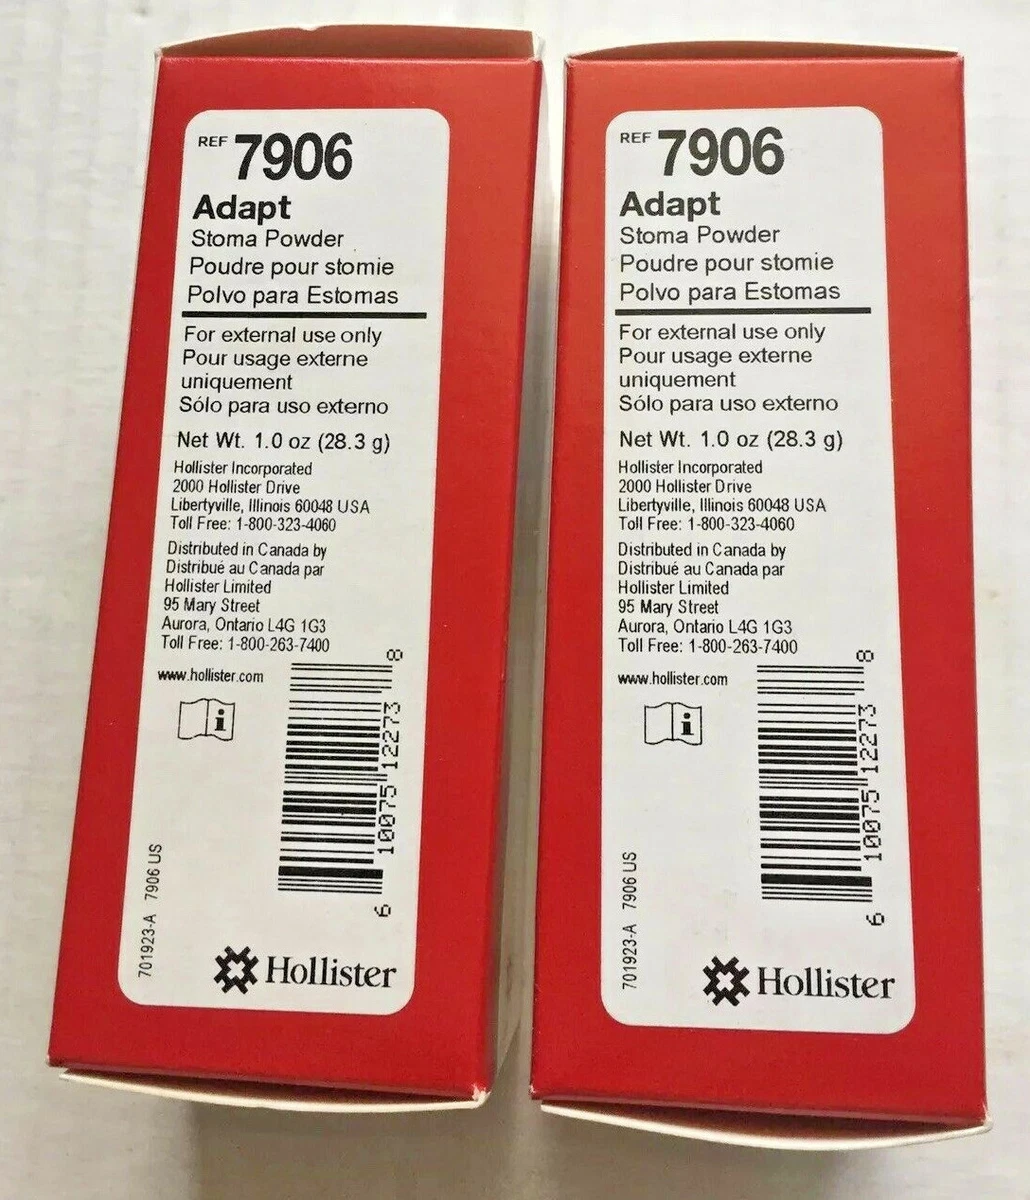 REF 7906
Adapt
Stoma Powder
Poudre pour stomie
Polvo para Estomas
For external use only
Pour usage externe
uniquement
Sólo para uso externo
Net Wt. 1.0 oz (28.3 g)
Hollister Incorporated
2000 Hollister Drive
Libertyville, Illinois 60048 USA
Toll Free: 1-800-323-4060
Distributed in Canada by
Distribué au Canada par
Hollister Limited
95 Mary Street
Aurora, Ontario L4G 1G3
Toll Free: 1-800-263-7400
www.hollister.com
i
6 10075 12273 8
701923-A 7906 US
Hollister
REF 7906
Adapt
Stoma Powder
Poudre pour stomie
Polvo para Estomas
For external use only
Pour usage externe
uniquement
Sólo para uso externo
Net Wt. 1.0 oz (28.3 g)
Hollister Incorporated
2000 Hollister Drive
Libertyville, Illinois 60048 USA
Toll Free: 1-800-323-4060
Distributed in Canada by
Distribué au Canada par
Hollister Limited
95 Mary Street
Aurora, Ontario L4G 1G3
Toll Free: 1-800-263-7400
www.hollister.com
i
6 10075 12273 8
701923-A 7906 US
Hollister